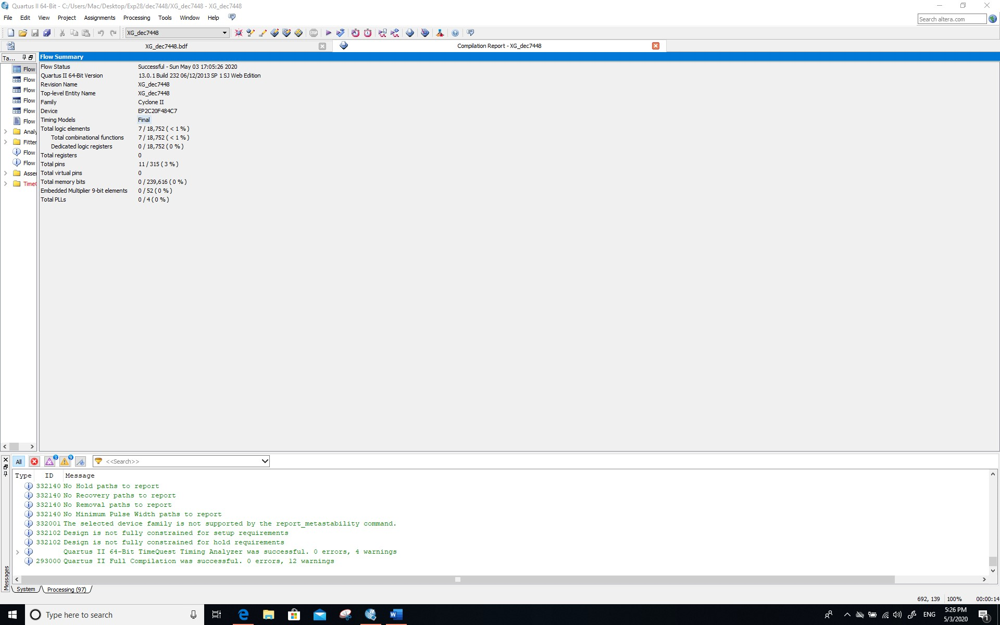 Quartus II 64-Bit - C:/Users/Mac/Desktop/Exp28/dec7448/XG_dec7448 - XG_dec7448
File Edit View Project Assignments Processing Tools Window Help
Search altera.com
XG_dec7448
XG_dec7448.bdf
Compilation Report - XG_dec7448
Ta...
Flow
Flow
Flow
Flow
Flow
Flow
Analy
Fitter
Flow
Flow
Asser
TimeQ
Flow Summary
Flow Status Successful - Sun May 03 17:05:26 2020
Quartus II 64-Bit Version 13.0.1 Build 232 06/12/2013 SP 1 SJ Web Edition
Revision Name XG_dec7448
Top-level Entity Name XG_dec7448
Family Cyclone II
Device EP2C20F484C7
Timing Models Final
Total logic elements 7 / 18,752 ( < 1 % )
Total combinational functions 7 / 18,752 ( < 1 % )
Dedicated logic registers 0 / 18,752 ( 0 % )
Total registers 0
Total pins 11 / 315 ( 3 % )
Total virtual pins 0
Total memory bits 0 / 239,616 ( 0 % )
Embedded Multiplier 9-bit elements 0 / 52 ( 0 % )
Total PLLs 0 / 4 ( 0 % )
All 3 9 <<Search>>
Type ID Message
332140 No Hold paths to report
332140 No Recovery paths to report
332140 No Removal paths to report
332140 No Minimum Pulse Width paths to report
332001 The selected device family is not supported by the report_metastability command.
332102 Design is not fully constrained for setup requirements
332102 Design is not fully constrained for hold requirements
Quartus II 64-Bit TimeQuest Timing Analyzer was successful. 0 errors, 4 warnings
293000 Quartus II Full Compilation was successful. 0 errors, 12 warnings
Messages
System Processing (97)
692, 139 100% 00:00:14
Type here to search
ENG
5:26 PM
5/3/2020
1